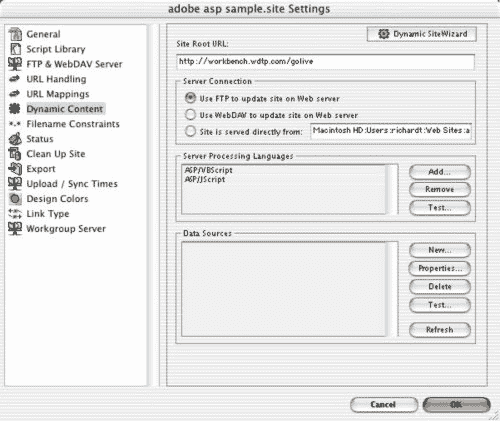 adobe asp sample.site Settings
General
Script Library
FTP & WebDAV Server
URL Handling
URL Mappings
Dynamic Content
Filename Constraints
Status
Clean Up Site
Export
Upload / Sync Times
Design Colors
Link Type
Workgroup Server
Dynamic SiteWizard
Site Root URL:
http://workbench.wdtp.com/golive
Server Connection
Use FTP to update site on Web server
Use WebDAV to update site on Web server
Site is served directly from: Macintosh HD:Users:richardt:Web Sites:a
Server Processing Languages
ASP/VBScript
ASP/JScript
Add...
Remove
Test...
Data Sources
New...
Properties...
Delete
Test...
Refresh
Cancel
OK